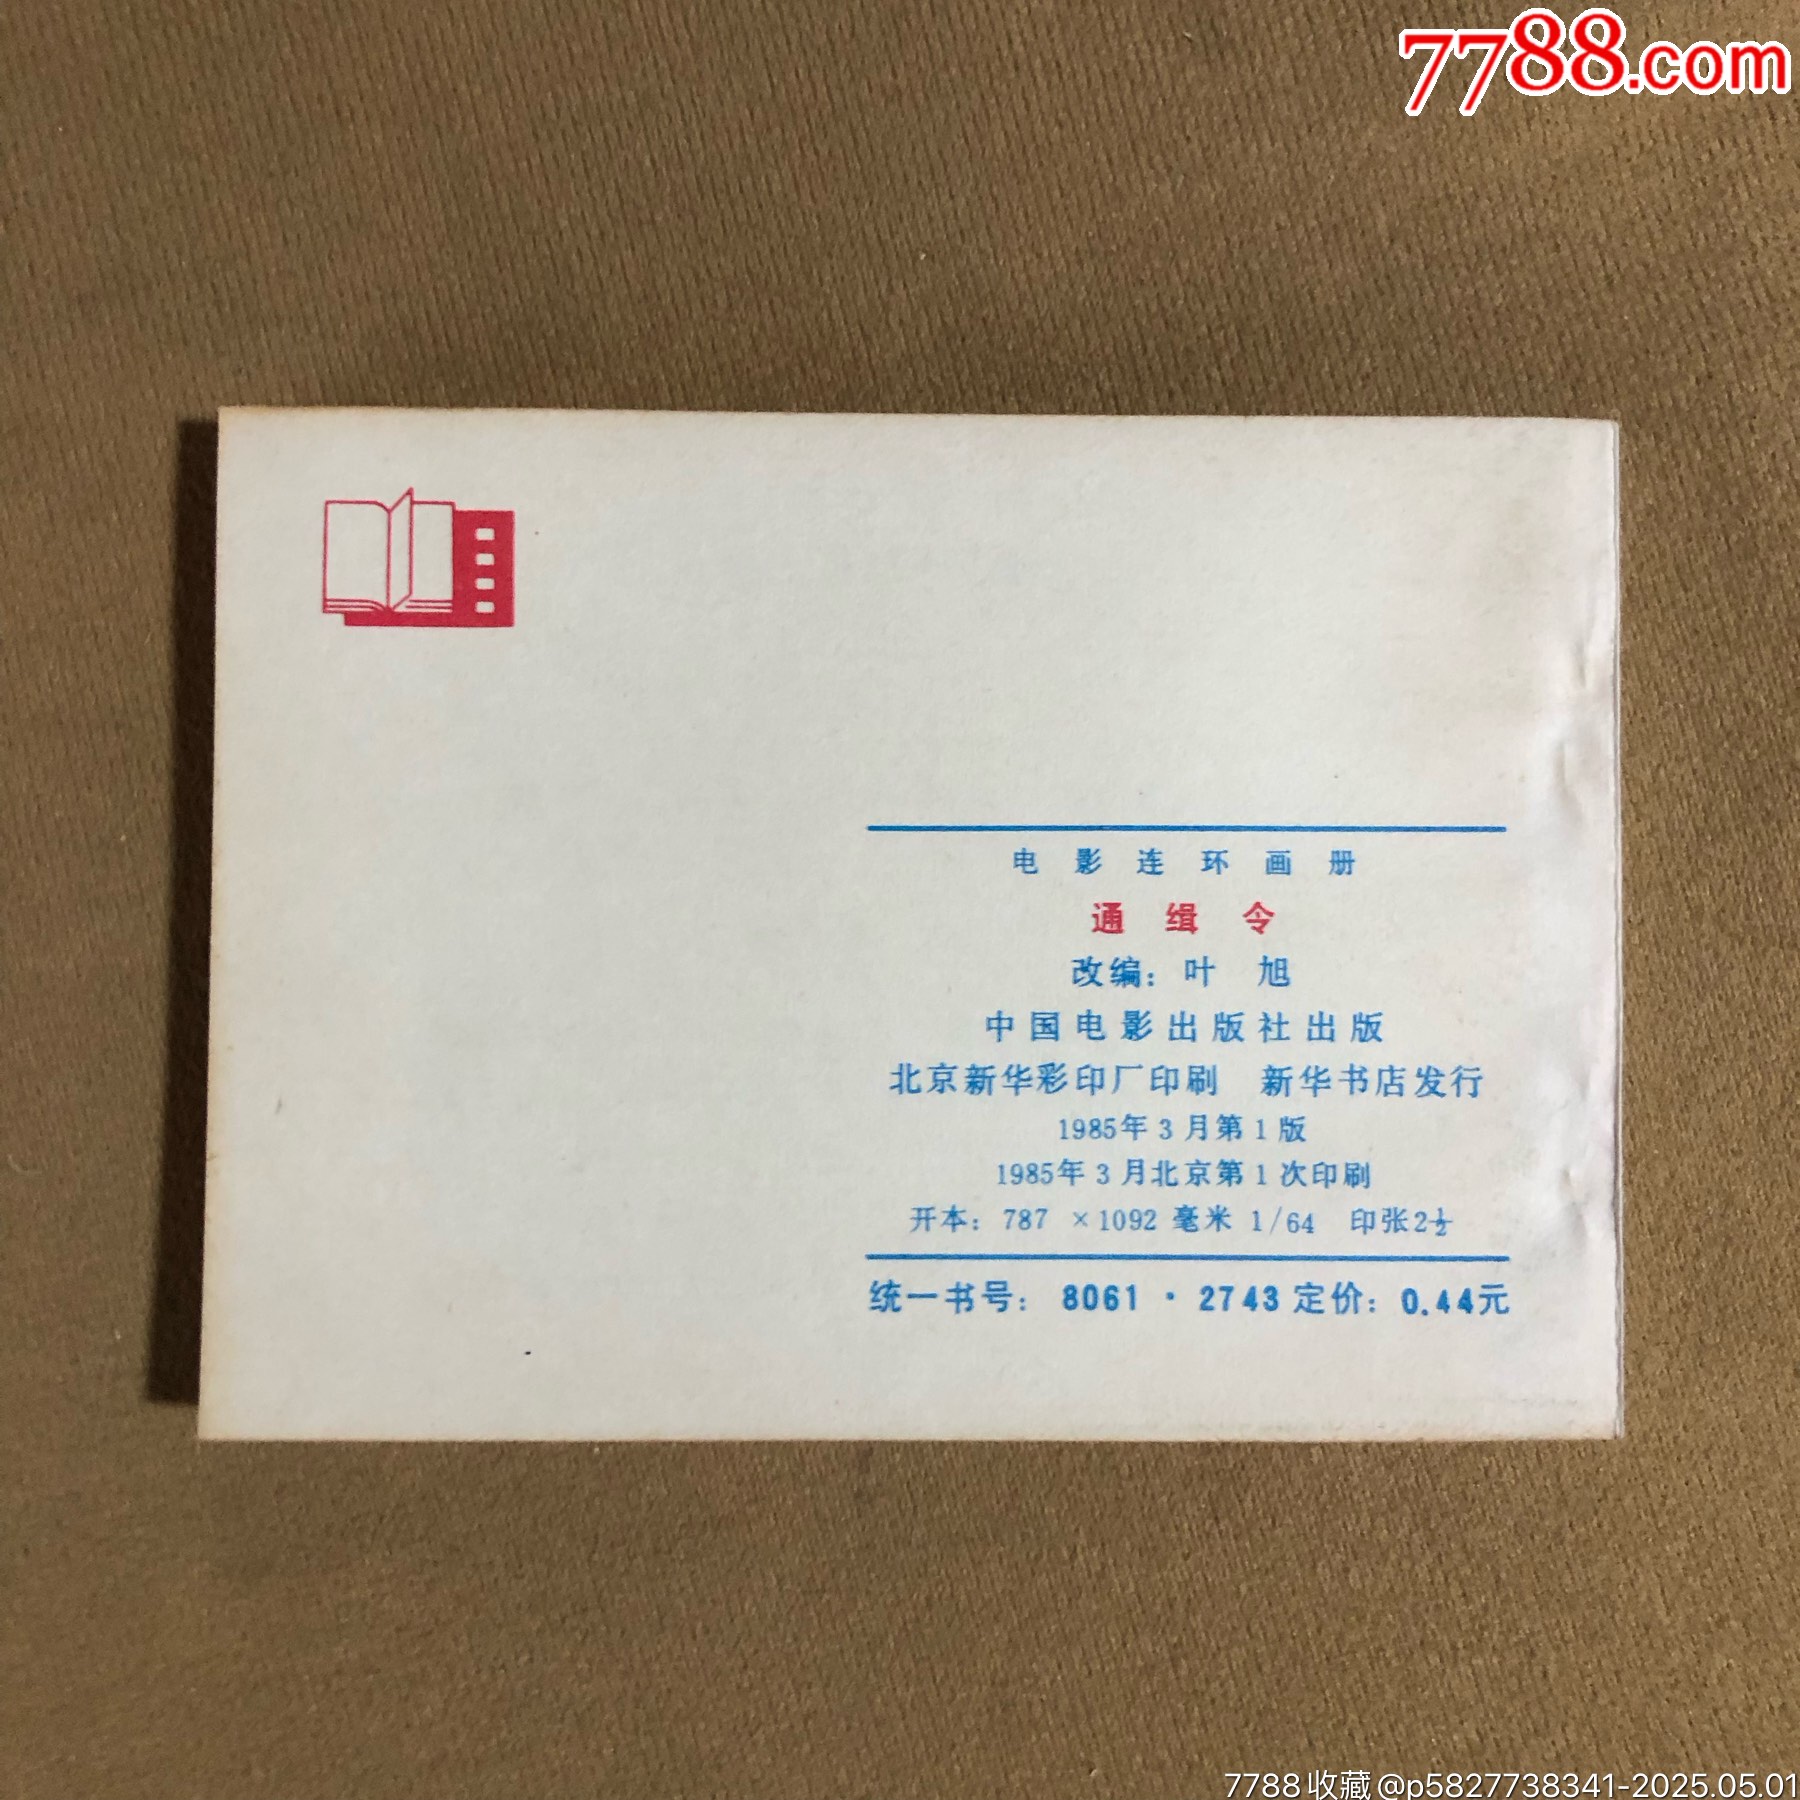 7788.com
电影连环画册
通缉令
改编：叶 旭
中国电影出版社出版
北京新华彩印厂印刷 新华书店发行
1985年3月第1版
1985年3月北京第1次印刷
开本：787 ×1092 毫米 1/64 印张2½
统一书号：8061·2743定价：0.44元
7788收藏@p5827738341-2025.05.01